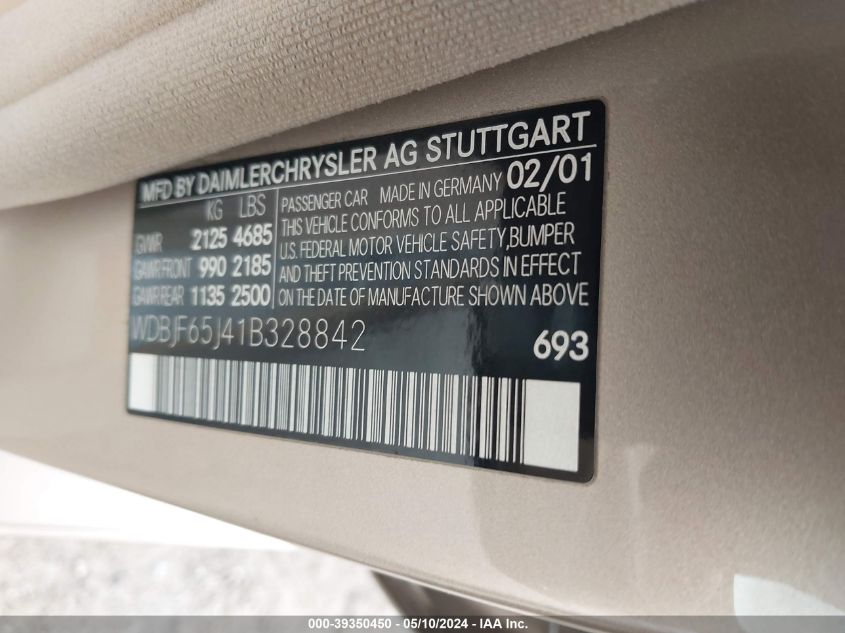 MFD BY DAIMLERCHRYSLER AG STUTTGART
KG LBS
GVWR 2125 4685
GAWR FRONT 990 2185
GAWR REAR 1135 2500
PASSENGER CAR MADE IN GERMANY 02/01
THIS VEHICLE CONFORMS TO ALL APPLICABLE
U.S. FEDERAL MOTOR VEHICLE SAFETY,BUMPER
AND THEFT PREVENTION STANDARDS IN EFFECT
ON THE DATE OF MANUFACTURE SHOWN ABOVE
WDBJF65J41B328842
693
000-39350450 - 05/10/2024 - IAA Inc.